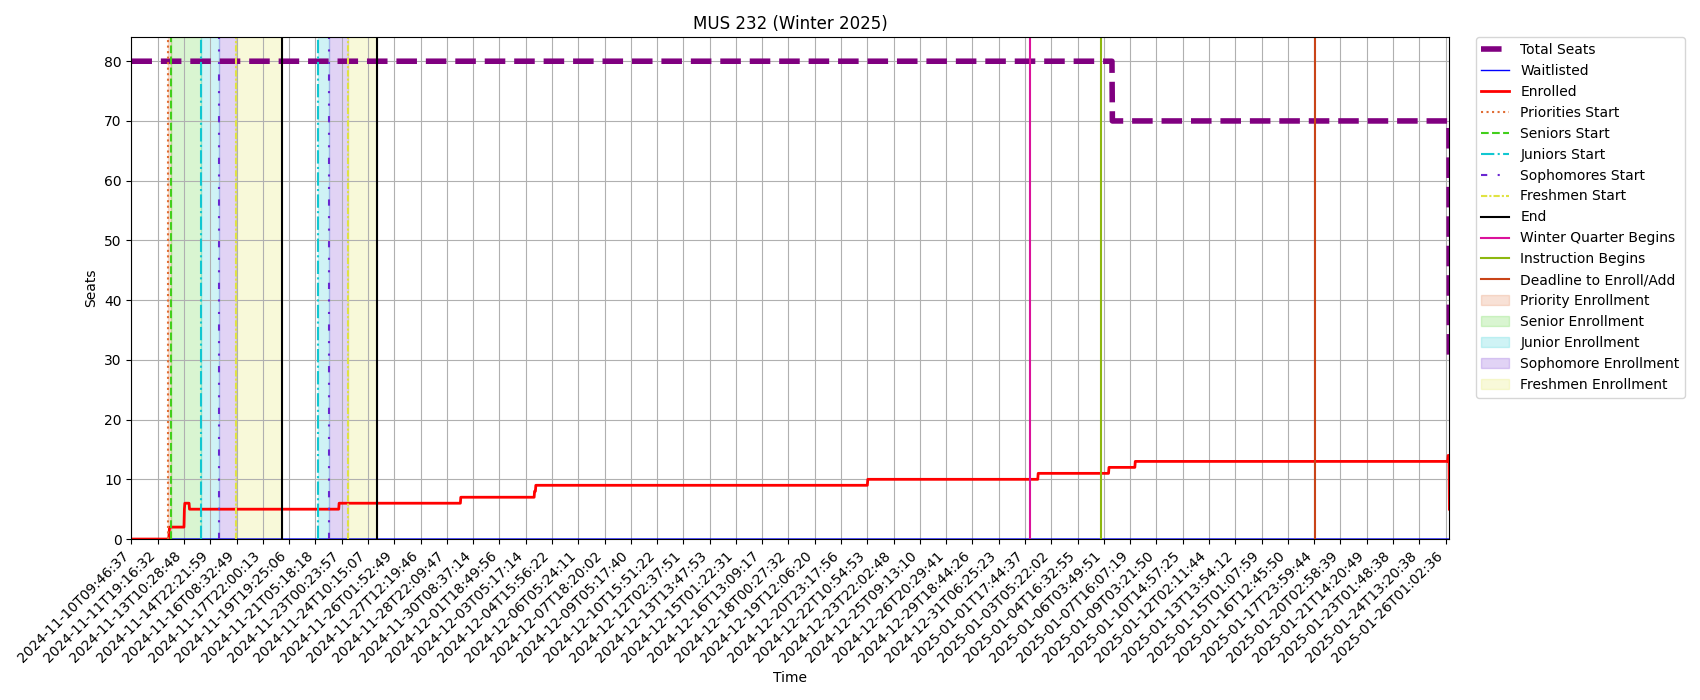 MUS 232 (Winter 2025)
Seats
80
70
60
50
40
30
20
10
0
2024-11-10T09:46:37
2024-11-11T19:16:32
2024-11-13T10:28:48
2024-11-14T22:21:59
2024-11-16T08:32:49
2024-11-17T22:00:13
2024-11-19T19:25:06
2024-11-21T05:18:18
2024-11-23T00:23:57
2024-11-24T10:15:07
2024-11-26T01:52:49
2024-11-27T12:19:46
2024-11-28T22:09:47
2024-11-30T08:37:14
2024-12-01T18:49:56
2024-12-03T05:17:14
2024-12-04T15:56:22
2024-12-06T05:24:11
2024-12-07T18:20:02
2024-12-09T05:17:40
2024-12-10T15:51:22
2024-12-12T02:37:51
2024-12-13T13:47:53
2024-12-15T01:22:31
2024-12-16T13:09:17
2024-12-18T00:27:32
2024-12-19T12:06:20
2024-12-20T23:17:56
2024-12-22T10:54:53
2024-12-23T22:02:48
2024-12-25T09:13:10
2024-12-26T20:29:41
2024-12-29T18:44:26
2024-12-31T06:25:23
2025-01-01T17:44:37
2025-01-03T05:22:02
2025-01-04T16:32:55
2025-01-06T03:49:51
2025-01-07T16:07:19
2025-01-09T03:21:50
2025-01-10T14:57:25
2025-01-12T02:11:44
2025-01-13T13:54:12
2025-01-15T01:07:59
2025-01-16T12:45:50
2025-01-17T23:59:44
2025-01-20T02:58:39
2025-01-21T14:20:49
2025-01-23T01:48:38
2025-01-24T13:20:38
2025-01-26T01:02:36
Time
Total Seats
Waitlisted
Enrolled
Priorities Start
Seniors Start
Juniors Start
Sophomores Start
Freshmen Start
End
Winter Quarter Begins
Instruction Begins
Deadline to Enroll/Add
Priority Enrollment
Senior Enrollment
Junior Enrollment
Sophomore Enrollment
Freshmen Enrollment